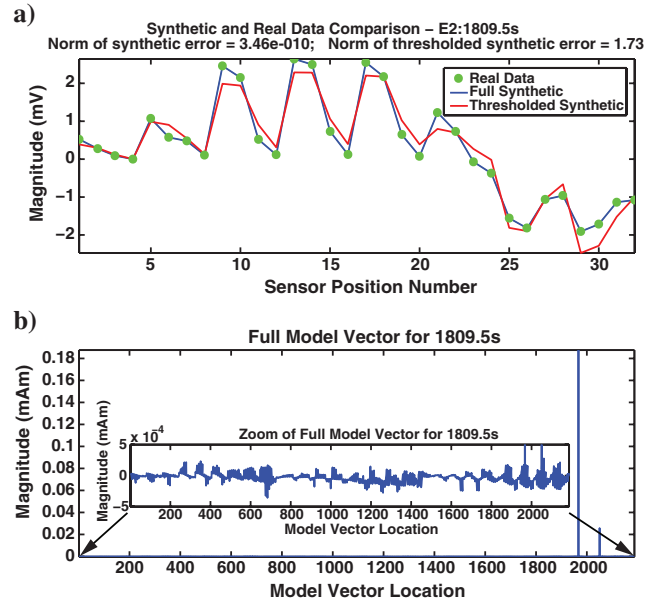 a)
Synthetic and Real Data Comparison – E2:1809.5s
Norm of synthetic error = 3.46e-010;   Norm of thresholded synthetic error = 1.73
Real Data
Full Synthetic
Thresholded Synthetic
Magnitude (mV)
2
1
0
−1
−2
5 10 15 20 25 30
Sensor Position Number
b)
Full Model Vector for 1809.5s
Magnitude (mAm)
0.18
0.16
0.14
0.12
0.1
0.08
0.06
0.04
0.02
0
x 10⁻⁴
Zoom of Full Model Vector for 1809.5s
Magnitude (mAm)
5
0
−5
200 400 600 800 1000 1200 1400 1600 1800 2000
Model Vector Location
200 400 600 800 1000 1200 1400 1600 1800 2000
Model Vector Location